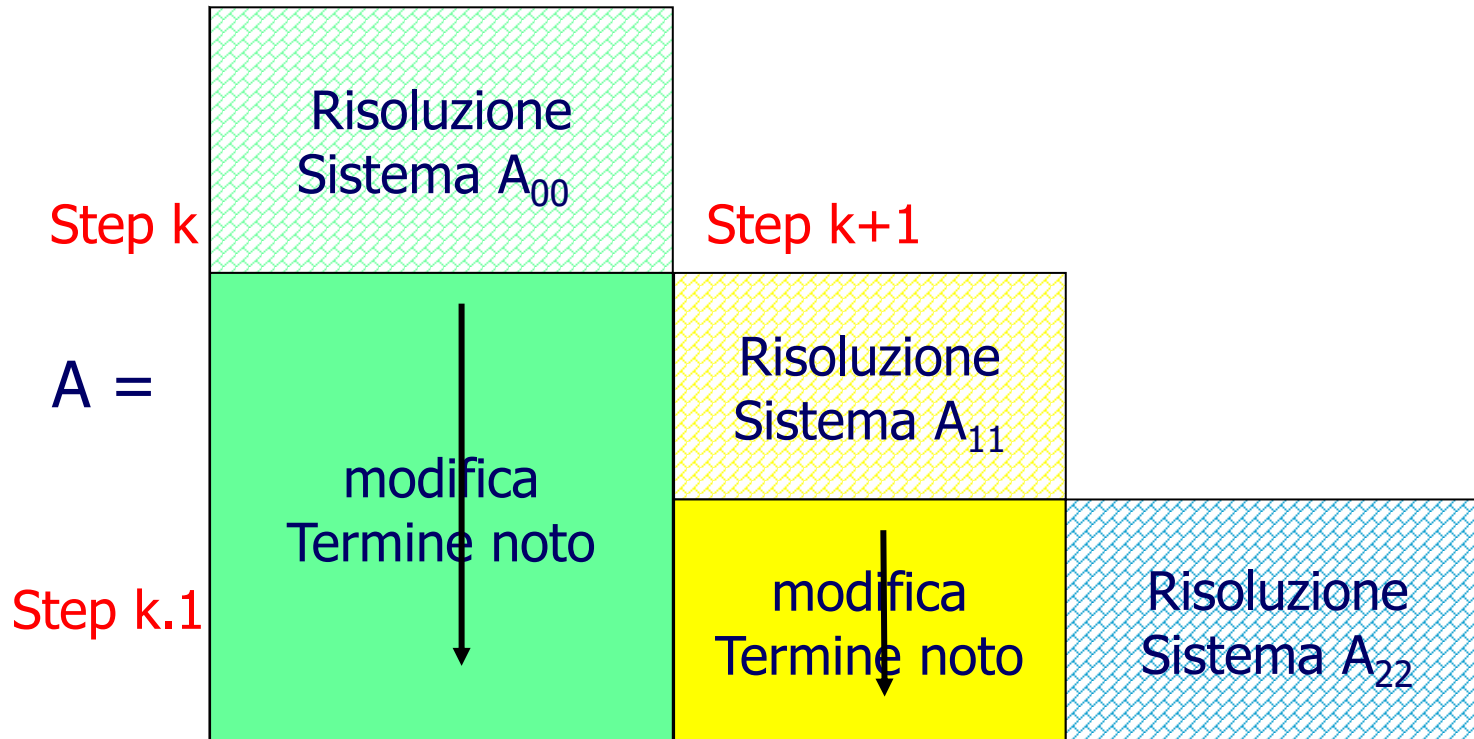 Risoluzione
Sistema A₀₀
Step k
Step k+1
A =
Risoluzione
Sistema A₁₁
modifica
Termine noto
Step k.1
modifica
Termine noto
Risoluzione
Sistema A₂₂